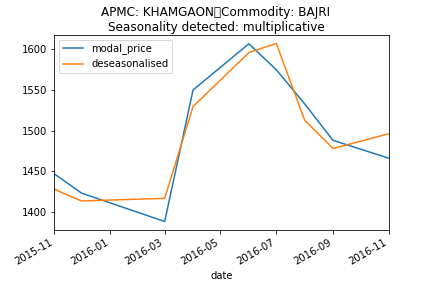 APMC: KHAMGAON▯Commodity: BAJRI
Seasonality detected: multiplicative
modal_price
deseasonalised
1600
1550
1500
1450
1400
2015-11
2016-01
2016-03
2016-05
2016-07
2016-09
2016-11
date